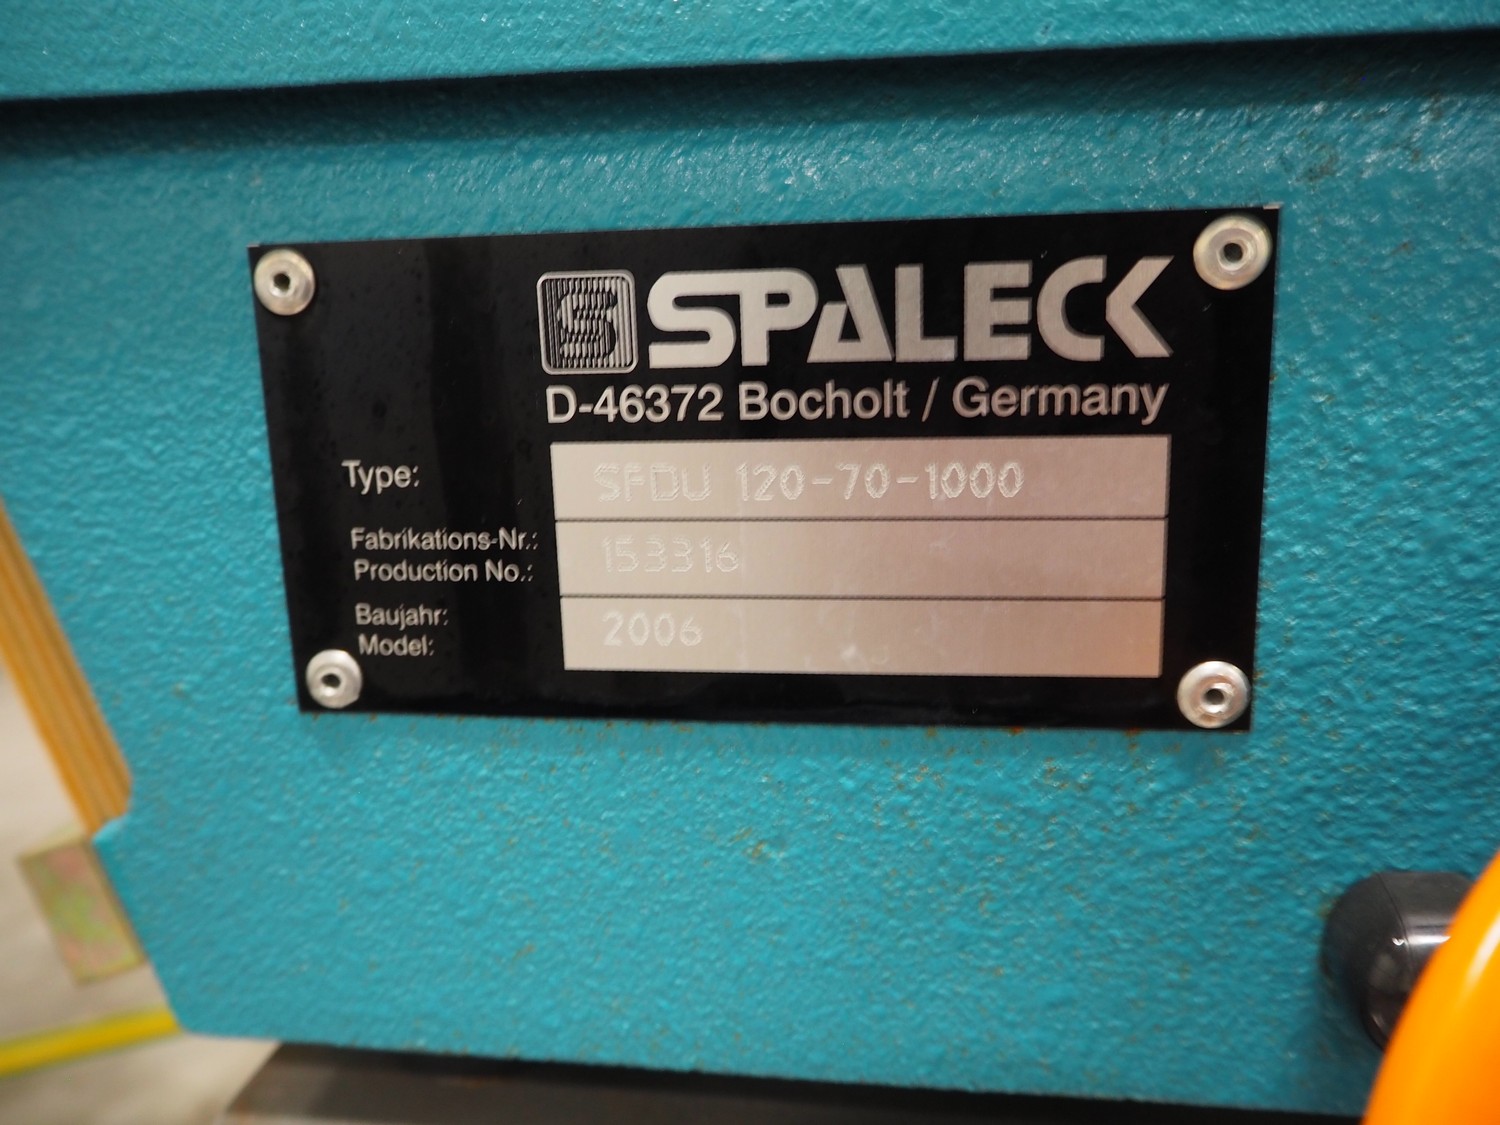 S SPALECK
D-46372 Bocholt / Germany
Type: SFDU 120-70-1000
Fabrikations-Nr.:
Production No.: 153316
Baujahr:
Model: 2006